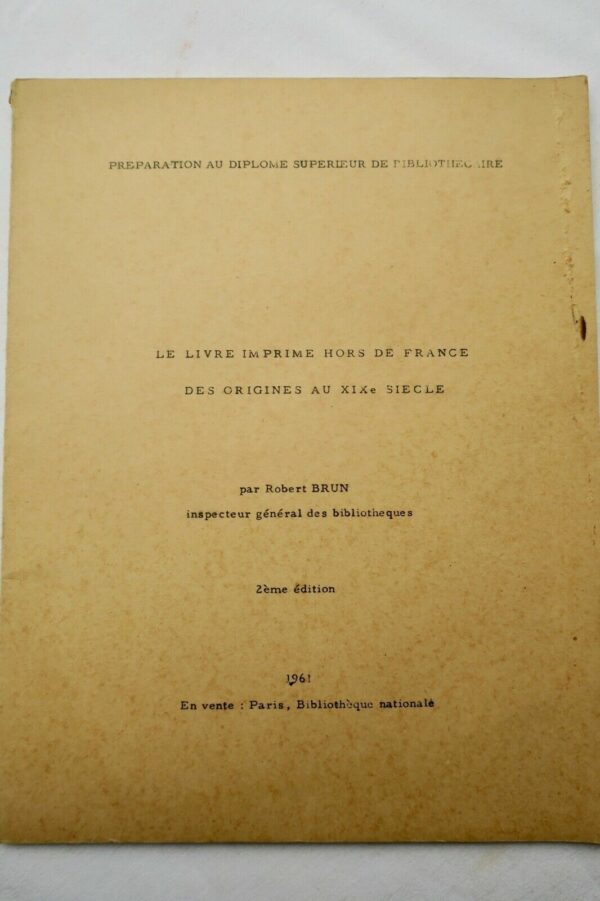 PREPARATION AU DIPLOME SUPERIEUR DE BIBLIOTHECAIRE
LE LIVRE IMPRIME HORS DE FRANCE
DES ORIGINES AU XIXe SIECLE
par Robert BRUN
inspecteur général des bibliotheques
2ème édition
1961
En vente : Paris, Bibliothèque nationale